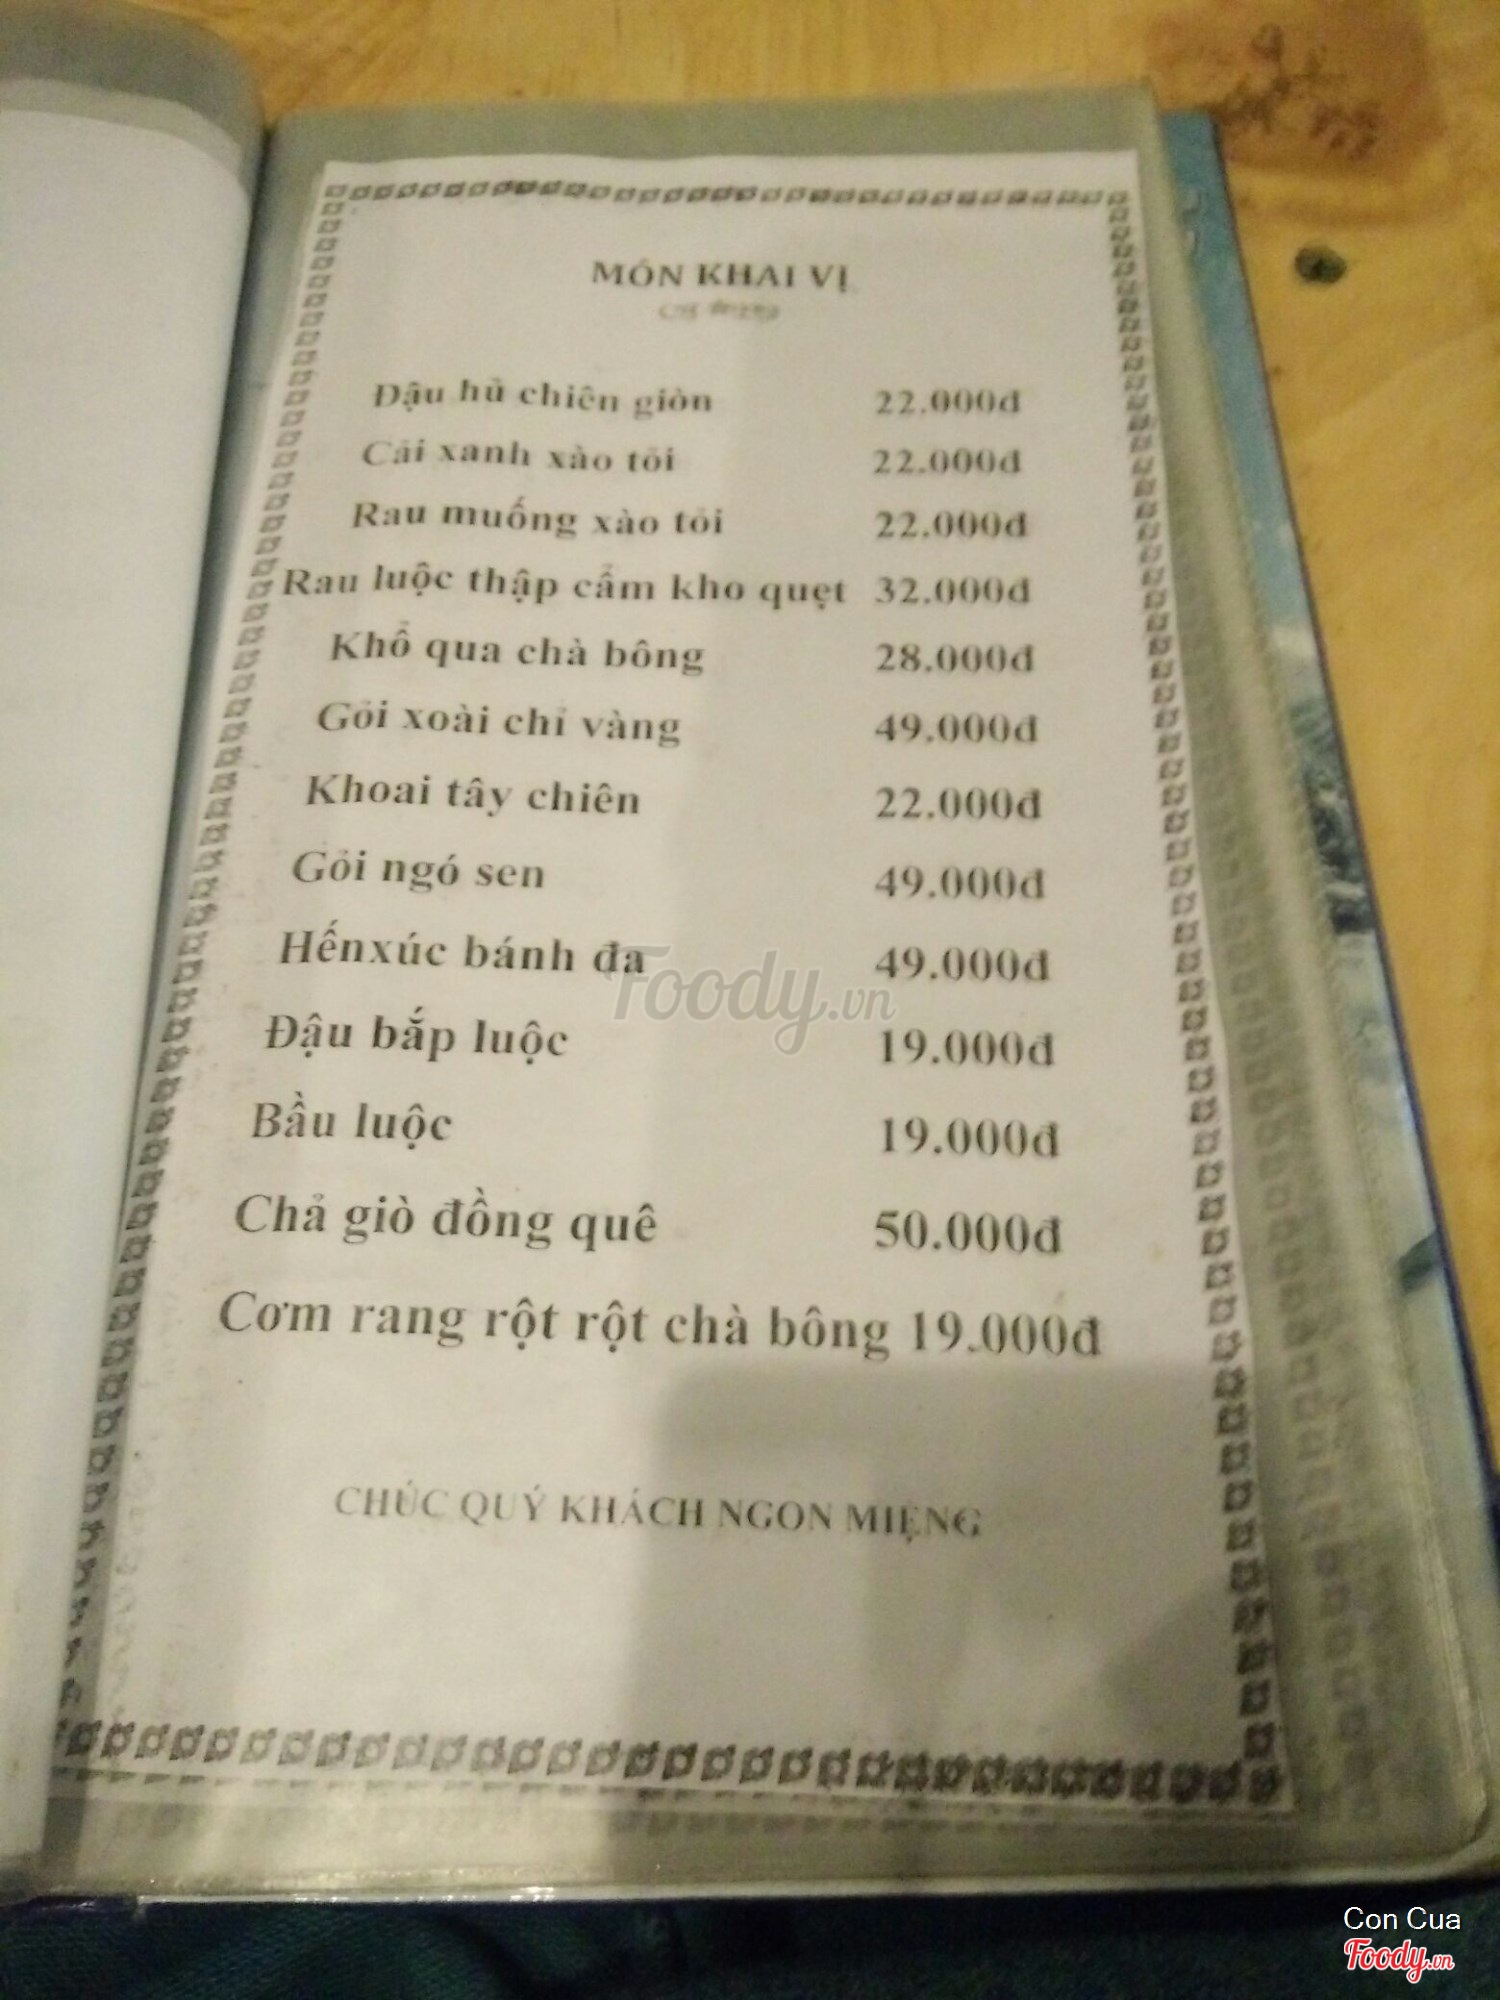 MÓN KHAI VỊ
Đậu hủ chiên giòn 22.000đ
Cải xanh xào tỏi 22.000đ
Rau muống xào tỏi 22.000đ
Rau luộc thập cẩm kho quẹt 32.000đ
Khổ qua chà bông 28.000đ
Gỏi xoài chỉ vàng 49.000đ
Khoai tây chiên 22.000đ
Gỏi ngó sen 49.000đ
Hếnxúc bánh đa 49.000đ
Đậu bắp luộc 19.000đ
Bầu luộc 19.000đ
Chả giò đồng quê 50.000đ
Cơm rang rột rột chà bông 19.000đ
CHÚC QUÝ KHÁCH NGON MIỆNG
Foody.vn
Con Cua
Foody.vn